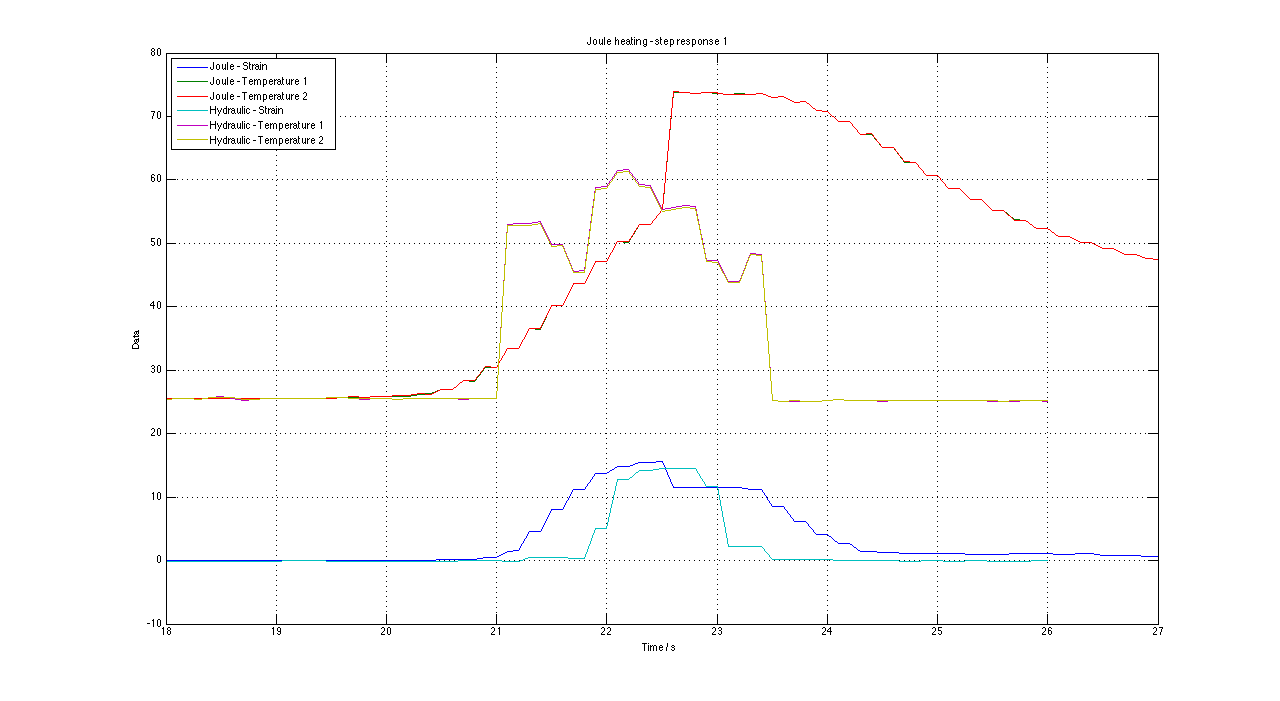 Joule heating - step response 1
80
70
60
50
40
30
20
10
0
-10
Data
Joule - Strain
Joule - Temperature 1
Joule - Temperature 2
Hydraulic - Strain
Hydraulic - Temperature 1
Hydraulic - Temperature 2
18 19 20 21 22 23 24 25 26 27
Time / s